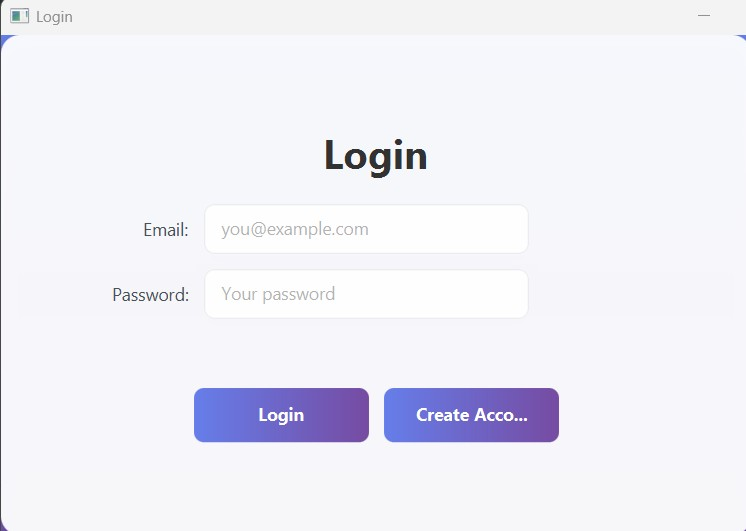 Login
Login
Email: you@example.com
Password: Your password
Login Create Acco...